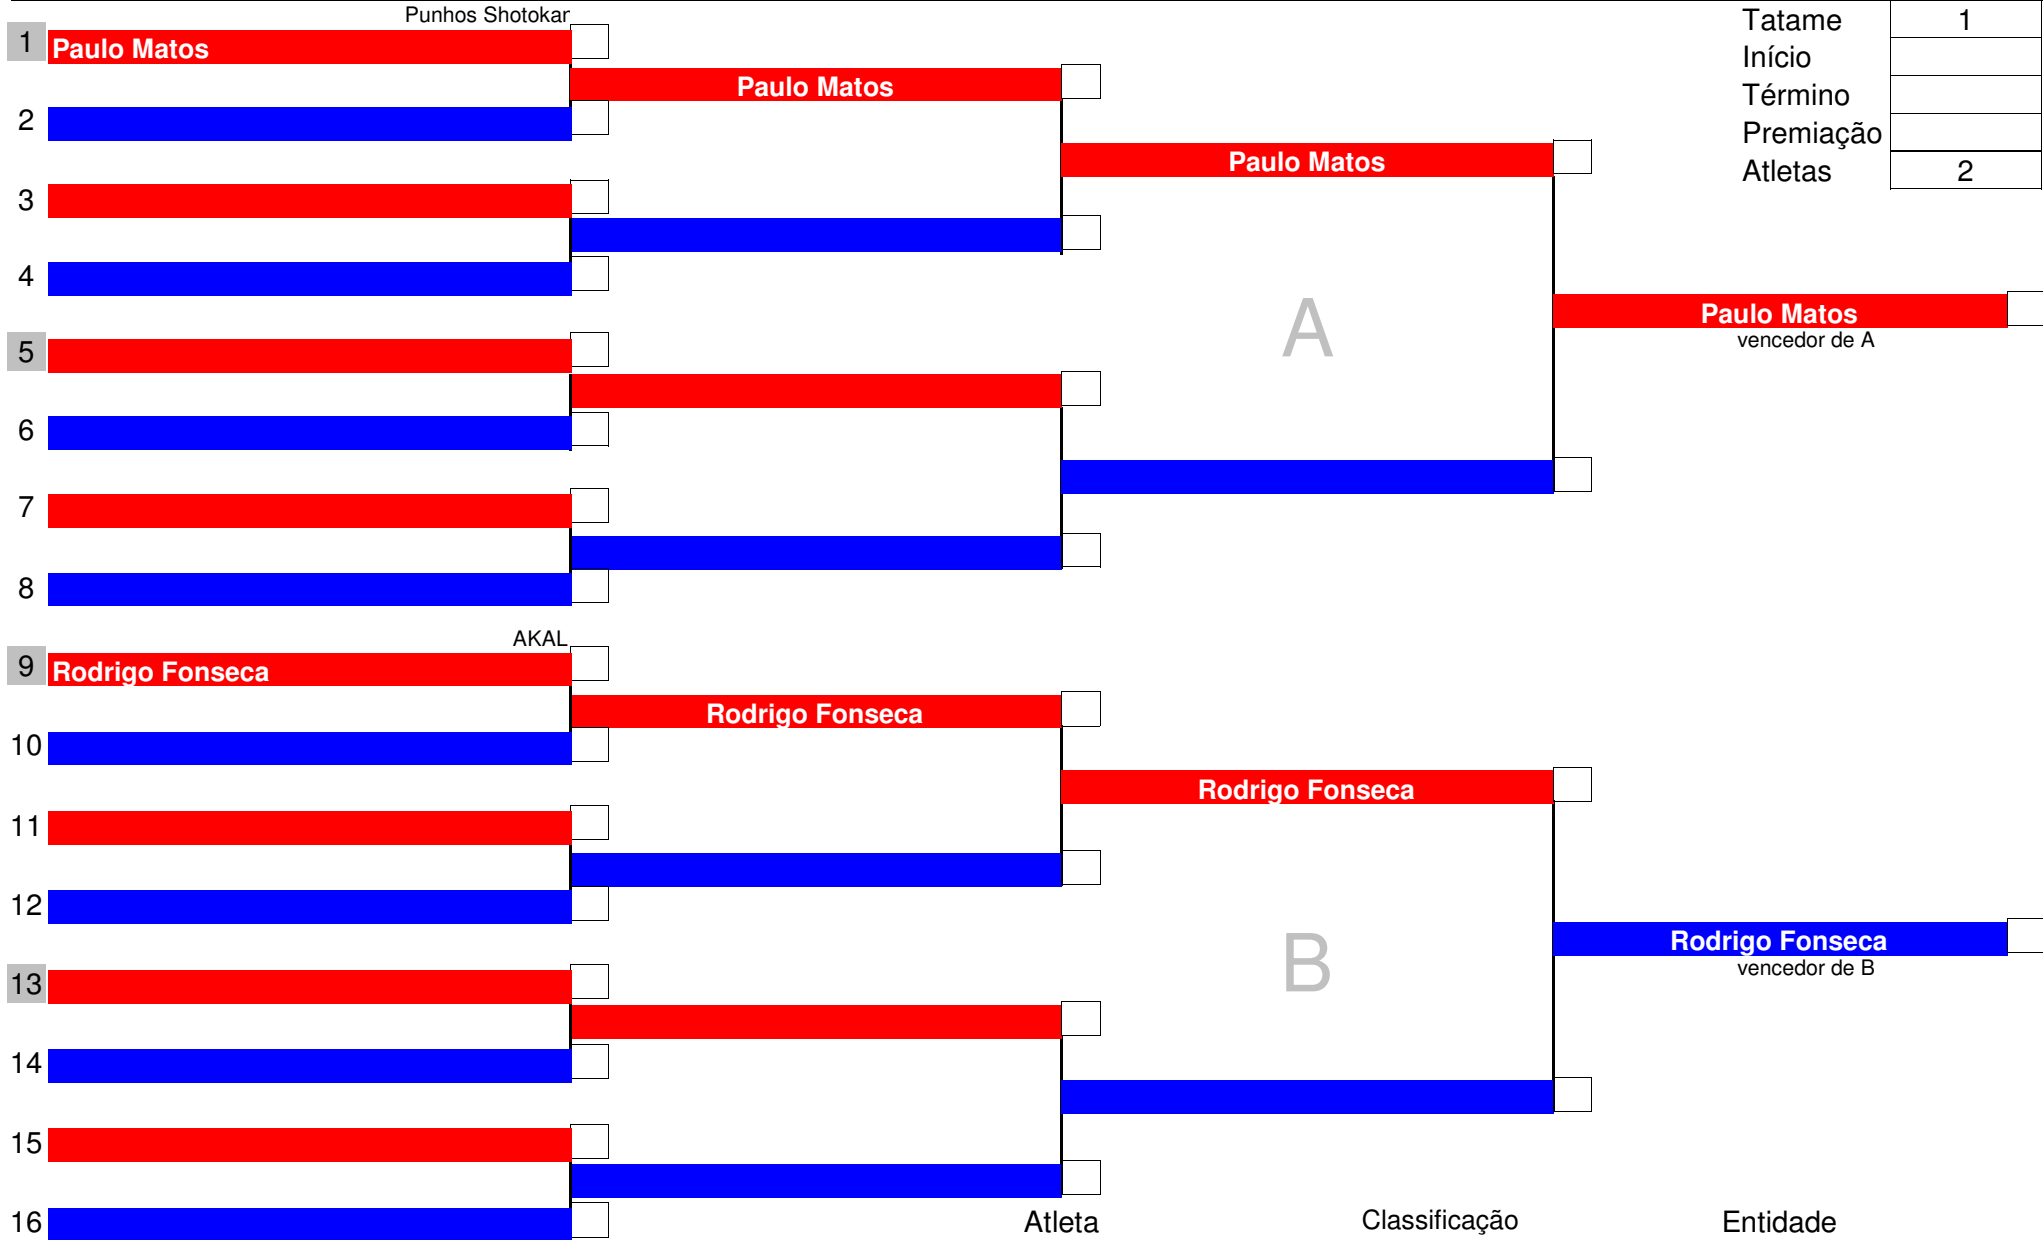 Punhos Shotokan
Tatame 1
1 Paulo Matos
Início
Paulo Matos
Término
2
Premiação
Paulo Matos
Atletas 2
3
4
A
Paulo Matos
vencedor de A
5
6
7
8
AKAL
9 Rodrigo Fonseca
Rodrigo Fonseca
10
Rodrigo Fonseca
11
12
B
Rodrigo Fonseca
vencedor de B
13
14
15
16
Atleta Classificação Entidade